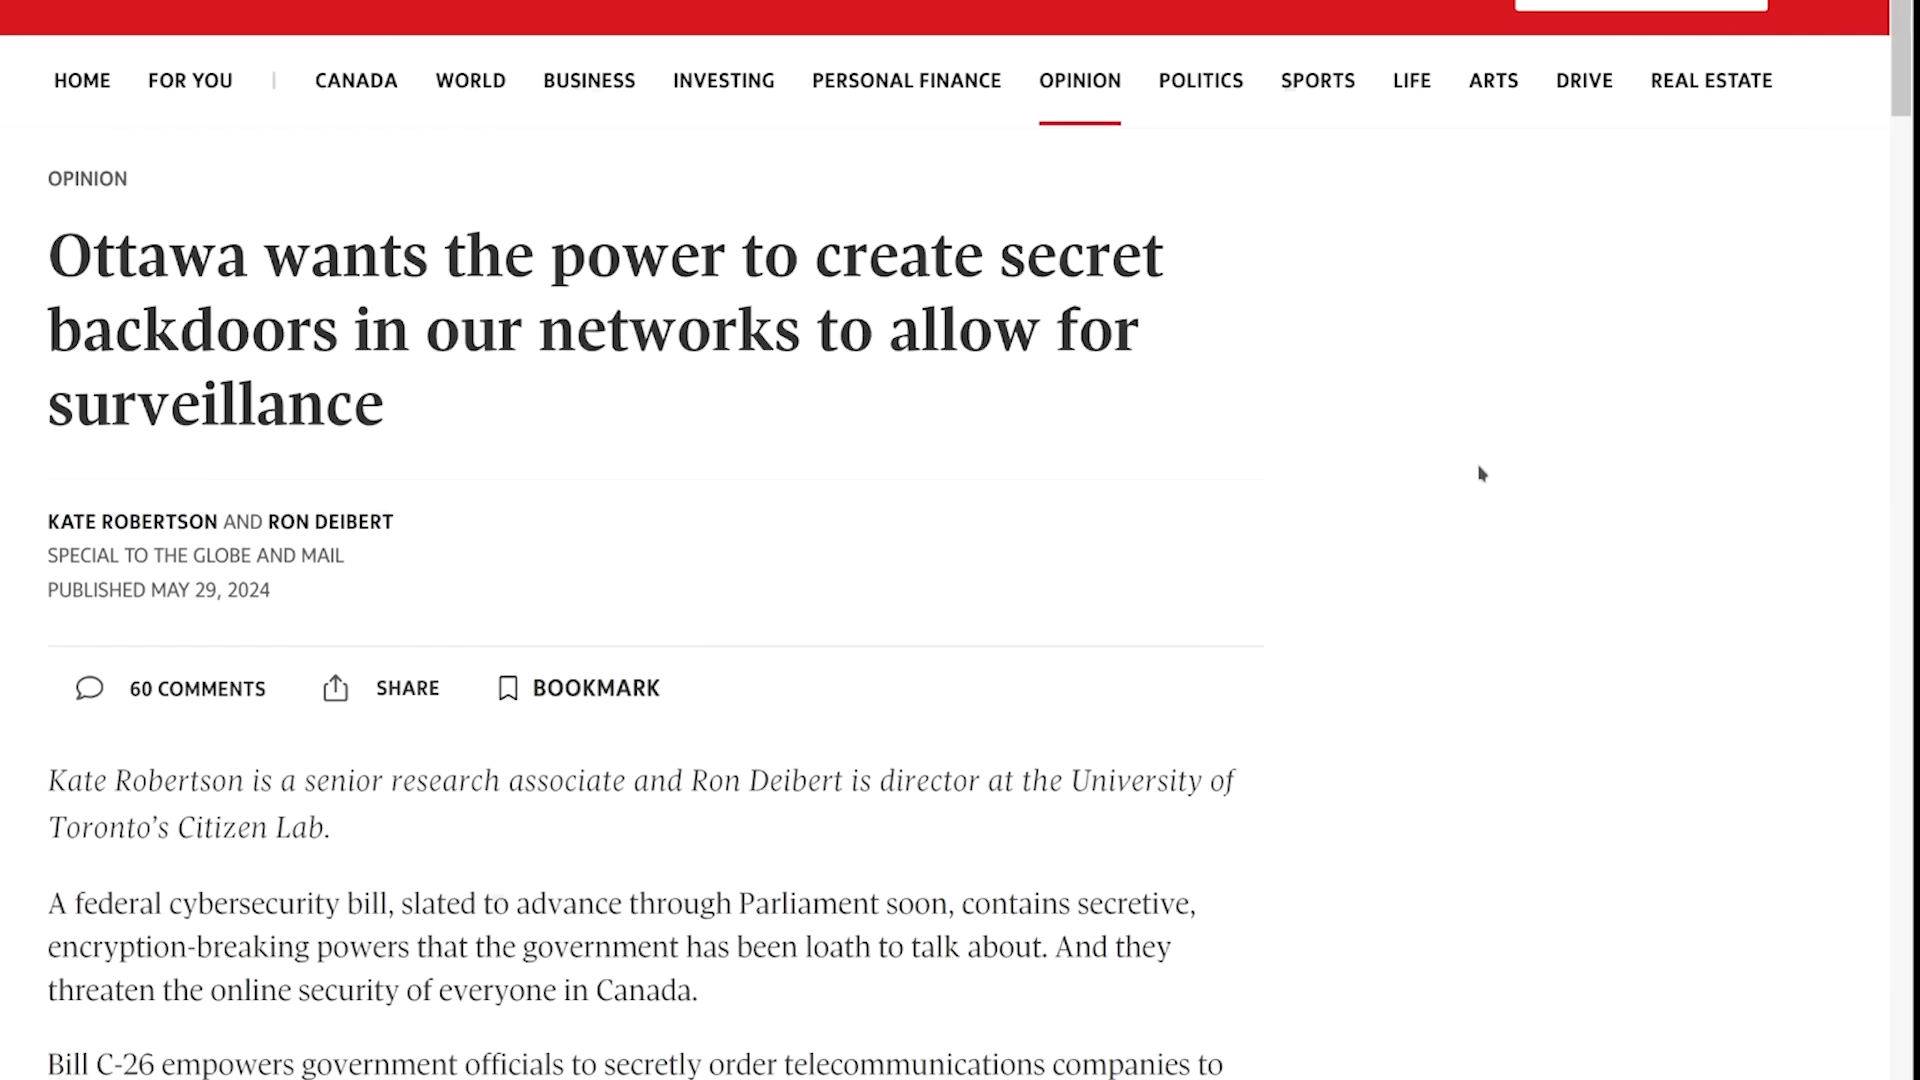 HOME FOR YOU | CANADA WORLD BUSINESS INVESTING PERSONAL FINANCE OPINION POLITICS SPORTS LIFE ARTS DRIVE REAL ESTATE
OPINION
Ottawa wants the power to create secret
backdoors in our networks to allow for
surveillance
KATE ROBERTSON AND RON DEIBERT
SPECIAL TO THE GLOBE AND MAIL
PUBLISHED MAY 29, 2024
60 COMMENTS SHARE BOOKMARK
Kate Robertson is a senior research associate and Ron Deibert is director at the University of
Toronto’s Citizen Lab.
A federal cybersecurity bill, slated to advance through Parliament soon, contains secretive,
encryption-breaking powers that the government has been loath to talk about. And they
threaten the online security of everyone in Canada.
Bill C-26 empowers government officials to secretly order telecommunications companies to